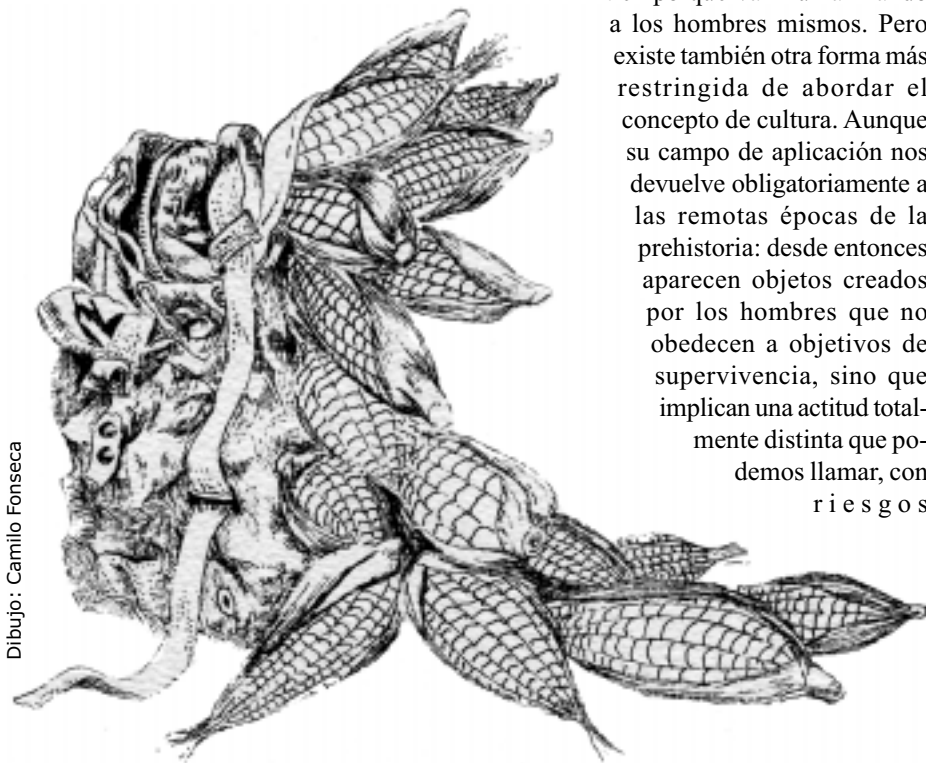 a los hombres mismos. Pero
existe también otra forma más
restringida de abordar el
concepto de cultura. Aunque
su campo de aplicación nos
devuelve obligatoriamente a
las remotas épocas de la
prehistoria: desde entonces
aparecen objetos creados
por los hombres que no
obedecen a objetivos de
supervivencia, sino que
implican una actitud total-
mente distinta que po-
demos llamar, con
riesgos
Dibujo: Camilo Fonseca